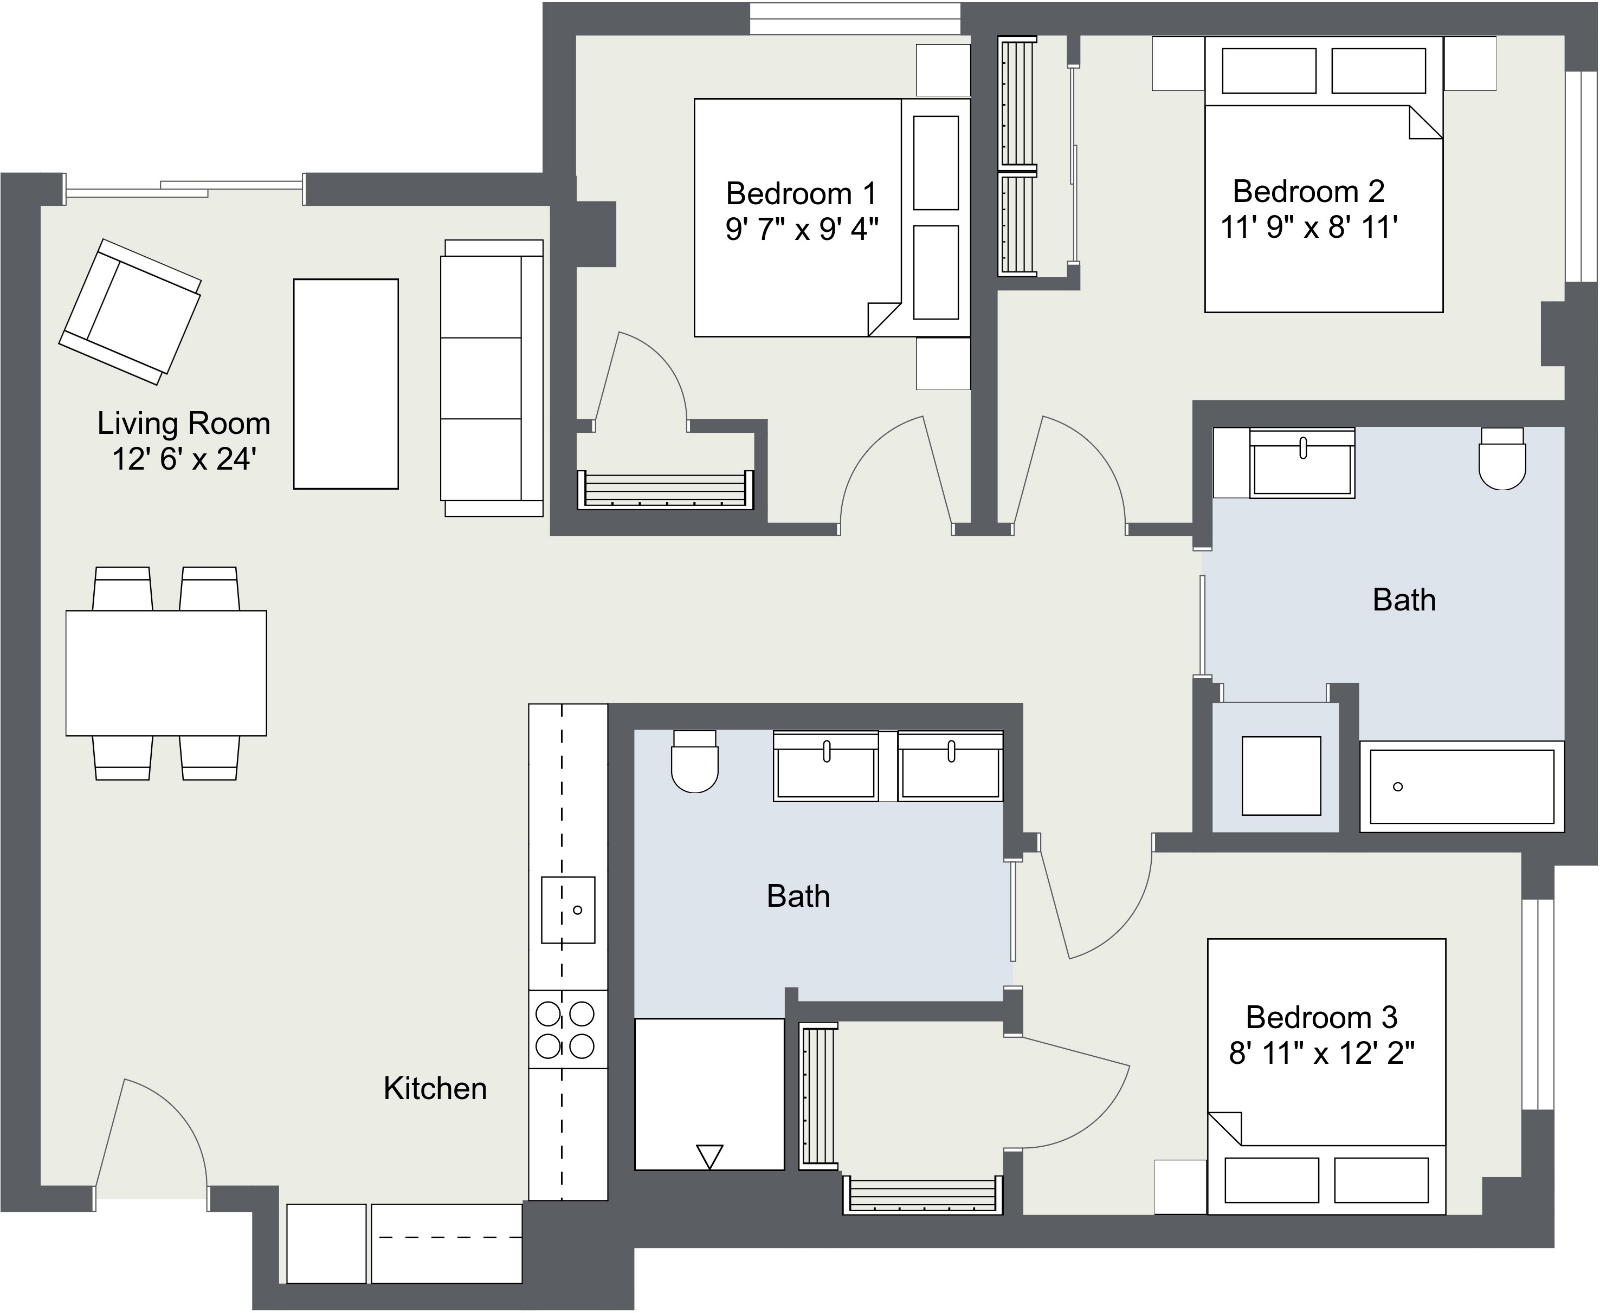 Bedroom 1
9' 7" x 9' 4"
Bedroom 2
11' 9" x 8' 11'
Living Room
12' 6' x 24'
Bath
Bath
Bedroom 3
8' 11" x 12' 2"
Kitchen